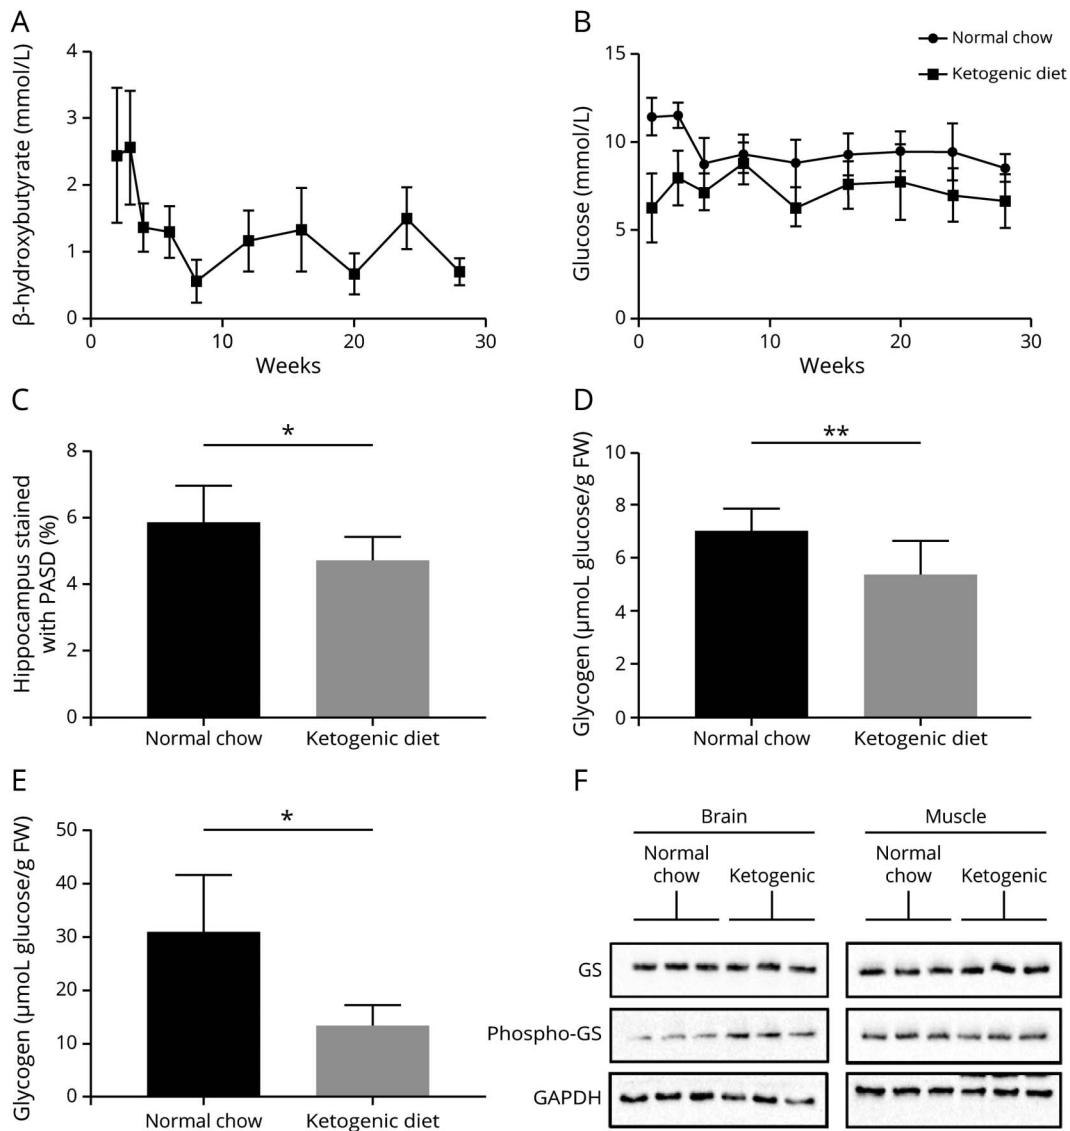 A
β-hydroxybutyrate (mmol/L)
4
3
2
1
0
0 10 20 30
Weeks
B
Normal chow
Ketogenic diet
Glucose (mmol/L)
15
10
5
0
0 10 20 30
Weeks
C
*
Hippocampus stained
with PASD (%)
8
6
4
2
0
Normal chow Ketogenic diet
D
**
Glycogen (μmoL glucose/g FW)
10
8
6
4
2
0
Normal chow Ketogenic diet
E
*
Glycogen (μmoL glucose/g FW)
50
40
30
20
10
0
Normal chow Ketogenic diet
F
Brain Muscle
Normal
chow Ketogenic
Normal
chow Ketogenic
GS
Phospho-GS
GAPDH